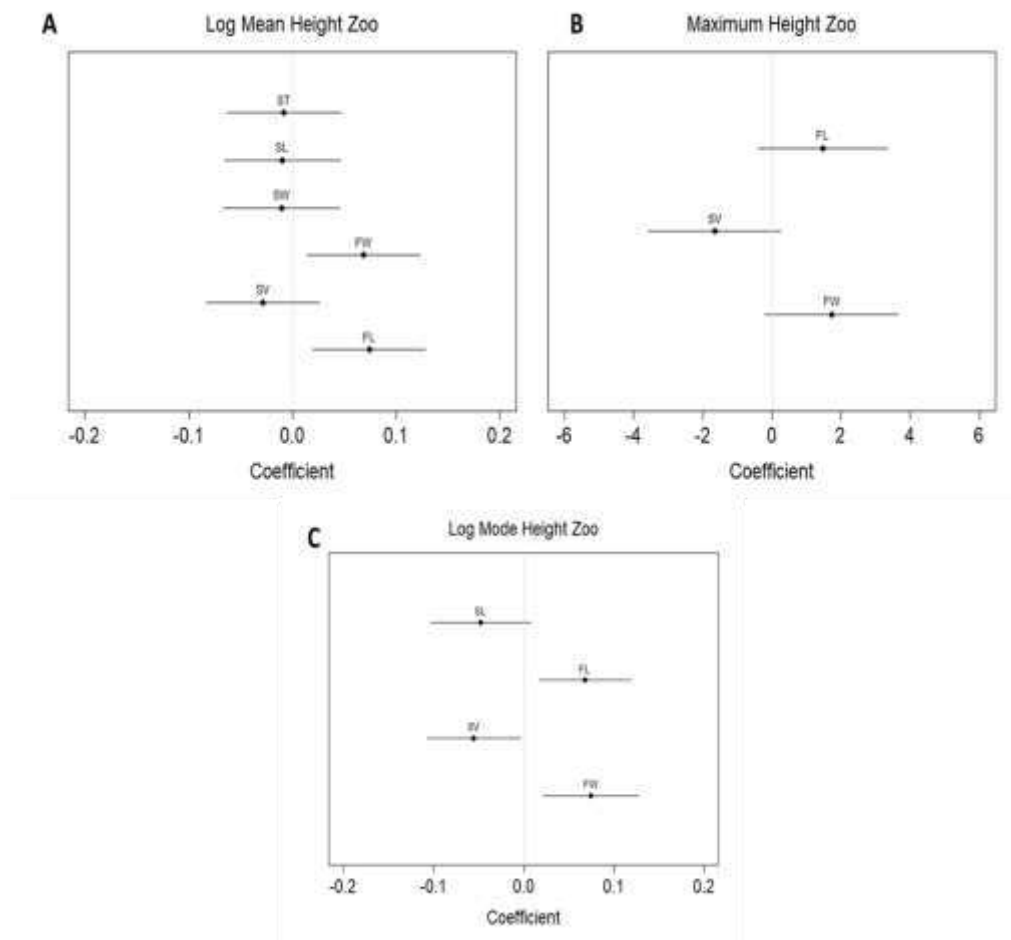 A
Log Mean Height Zoo
ST
SL
SW
FW
SV
FL
-0.2 -0.1 0.0 0.1 0.2
Coefficient
B
Maximum Height Zoo
FL
SV
FW
-6 -4 -2 0 2 4 6
Coefficient
C
Log Mode Height Zoo
SL
FL
SV
FW
-0.2 -0.1 0.0 0.1 0.2
Coefficient